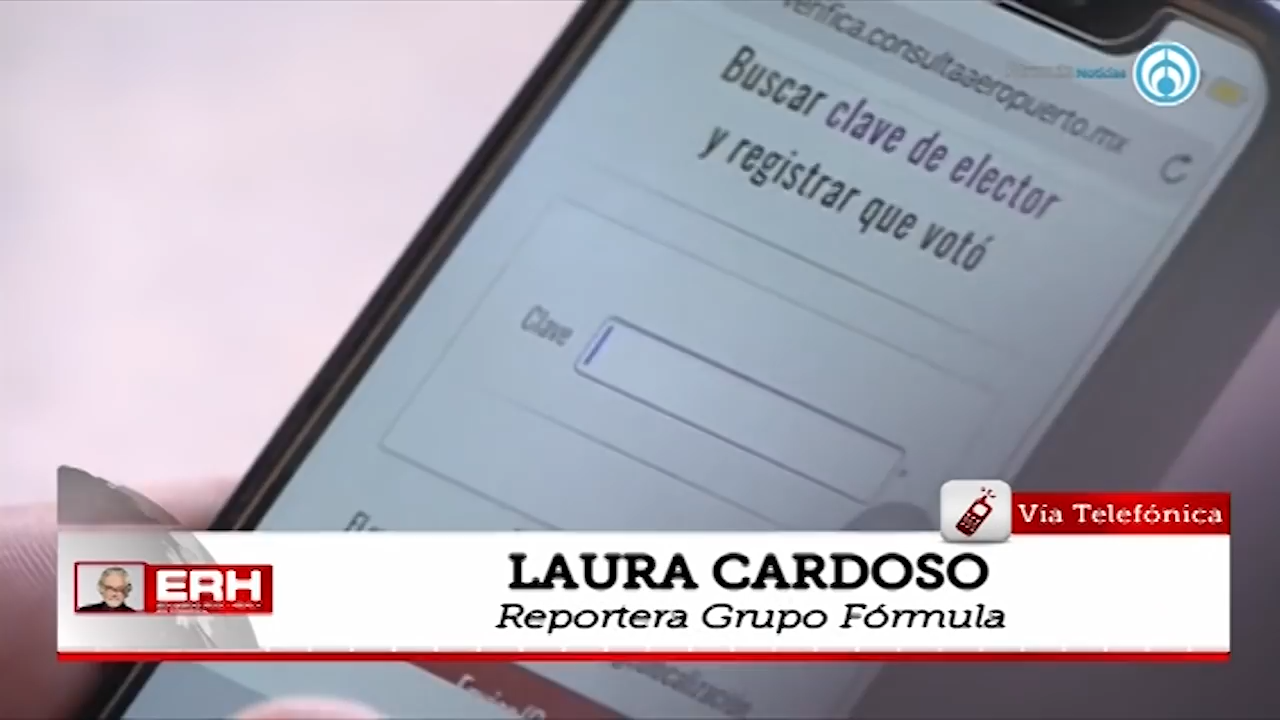 verifica.consultaaeropuerto.mx
Noticias
Buscar clave de elector
y registrar que votó
Clave
Vía Telefónica
ERH
LAURA CARDOSO
Reportera Grupo Fórmula